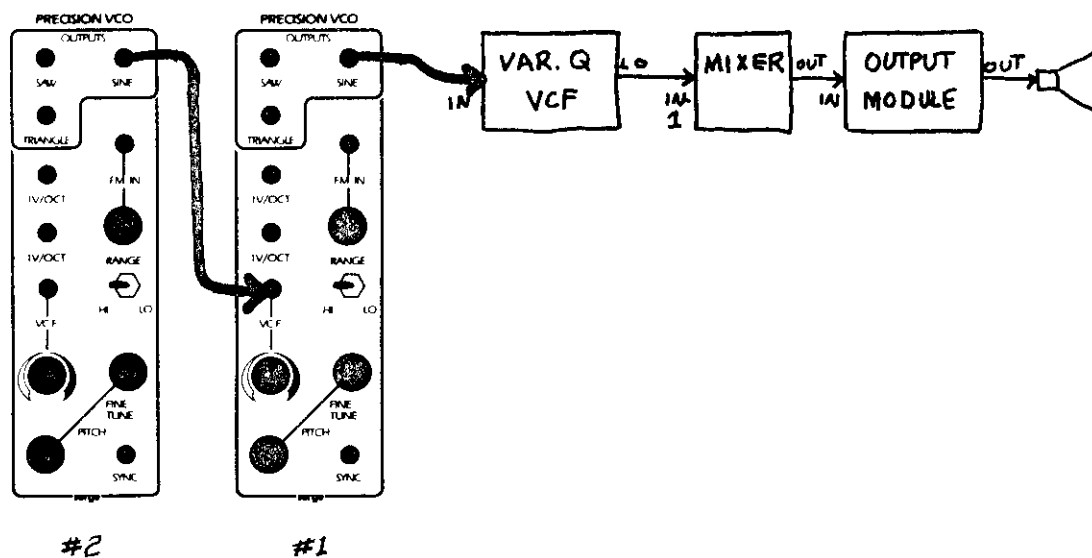 PRECISION VCO
OUTPUTS
SAW SINE
TRIANGLE
FM IN
1V/OCT
1V/OCT
RANGE
HI LO
VCF
FINE
TUNE
PITCH
SYNC
#2
PRECISION VCO
OUTPUTS
SAW SINE
TRIANGLE
FM IN
1V/OCT
1V/OCT
RANGE
HI LO
VCF
FINE
TUNE
PITCH
SYNC
#1
IN
VAR. Q
VCF
LO
IN
1
MIXER
OUT
IN
OUTPUT
MODULE
OUT